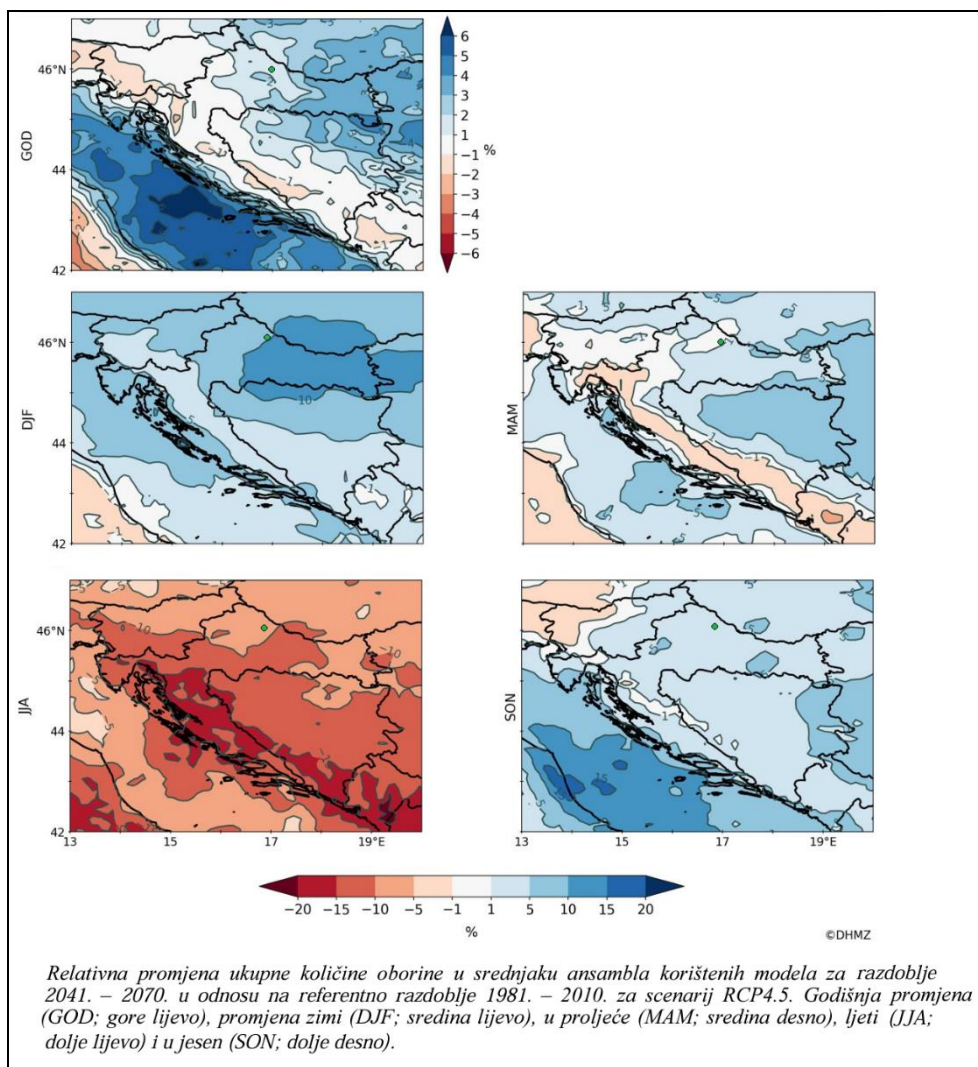 46°N
44
42
GOD
6
5
4
3
2
1
−1
−2
−3
−4
−5
−6
%
46°N
44
42
DJF
10
5
MAM
46°N
44
42
JJA
−10
SON
15
13 15 17 19°E
13 15 17 19°E
−20 −15 −10 −5 −1 1 5 10 15 20
%
©DHMZ
Relativna promjena ukupne količine oborine u srednjaku ansambla korištenih modela za razdoblje
2041. – 2070. u odnosu na referentno razdoblje 1981. – 2010. za scenarij RCP4.5. Godišnja promjena
(GOD; gore lijevo), promjena zimi (DJF; sredina lijevo), u proljeće (MAM; sredina desno), ljeti (JJA;
dolje lijevo) i u jesen (SON; dolje desno).